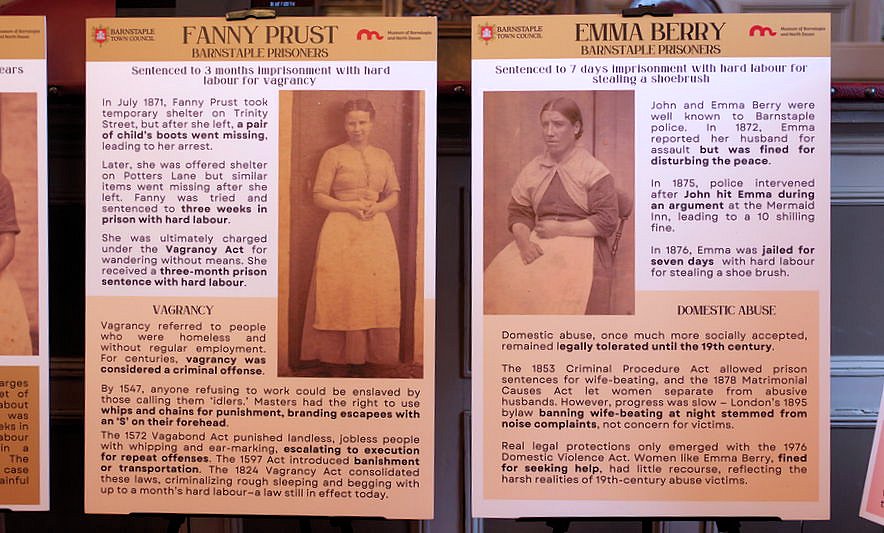 ears
arges
et of
labour
was
eks in
abour
in a
The
case
ainful
BARNSTAPLE
TOWN COUNCIL
FANNY PRUST
BARNSTAPLE PRISONERS
Museum of Barnstaple
and North Devon
Sentenced to 3 months imprisonment with hard
labour for vagrancy
In July 1871, Fanny Prust took
temporary shelter on Trinity
Street, but after she left, a pair
of child's boots went missing,
leading to her arrest.
Later, she was offered shelter
on Potters Lane but similar
items went missing after she
left. Fanny was tried and
sentenced to three weeks in
prison with hard labour.
She was ultimately charged
under the Vagrancy Act for
wandering without means. She
received a three-month prison
sentence with hard labour.
VAGRANCY
Vagrancy referred to people
who were homeless and
without regular employment.
For centuries, vagrancy was
considered a criminal offense.
By 1547, anyone refusing to work could be enslaved by
those calling them 'idlers.' Masters had the right to use
whips and chains for punishment, branding escapees with
an 'S' on their forehead.
The 1572 Vagabond Act punished landless, jobless people
with whipping and ear-marking, escalating to execution
for repeat offenses. The 1597 Act introduced banishment
or transportation. The 1824 Vagrancy Act consolidated
these laws, criminalizing rough sleeping and begging with
up to a month's hard labour–a law still in effect today.
BARNSTAPLE
TOWN COUNCIL
EMMA BERRY
BARNSTAPLE PRISONERS
Museum of Barnstaple
and North Devon
Sentenced to 7 days imprisonment with hard labour for
stealing a shoebrush
John and Emma Berry were
well known to Barnstaple
police. In 1872, Emma
reported her husband for
assault but was fined for
disturbing the peace.
In 1875, police intervened
after John hit Emma during
an argument at the Mermaid
Inn, leading to a 10 shilling
fine.
In 1876, Emma was jailed for
seven days with hard labour
for stealing a shoe brush.
DOMESTIC ABUSE
Domestic abuse, once much more socially accepted,
remained legally tolerated until the 19th century.
The 1853 Criminal Procedure Act allowed prison
sentences for wife-beating, and the 1878 Matrimonial
Causes Act let women separate from abusive
husbands. However, progress was slow – London's 1895
bylaw banning wife-beating at night stemmed from
noise complaints, not concern for victims.
Real legal protections only emerged with the 1976
Domestic Violence Act. Women like Emma Berry, fined
for seeking help, had little recourse, reflecting the
harsh realities of 19th-century abuse victims.